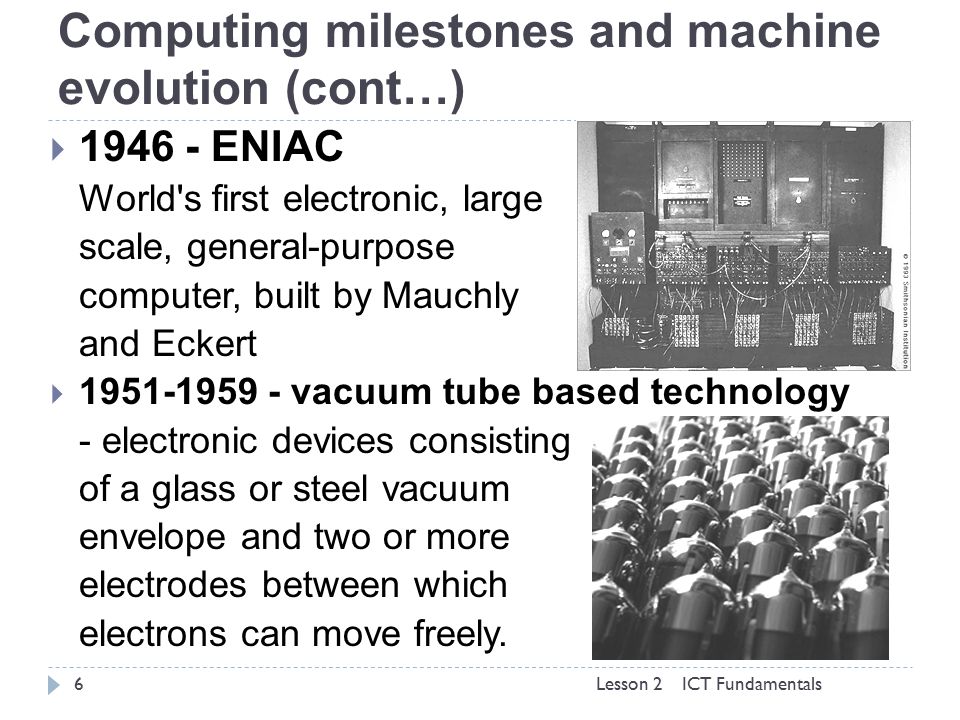 Computing milestones and machine
evolution (cont…)
1946 - ENIAC
World's first electronic, large
scale, general-purpose
computer, built by Mauchly
and Eckert
© 1993 Smithsonian Institution
1951-1959 - vacuum tube based technology
- electronic devices consisting
of a glass or steel vacuum
envelope and two or more
electrodes between which
electrons can move freely.
6 Lesson 2 ICT Fundamentals